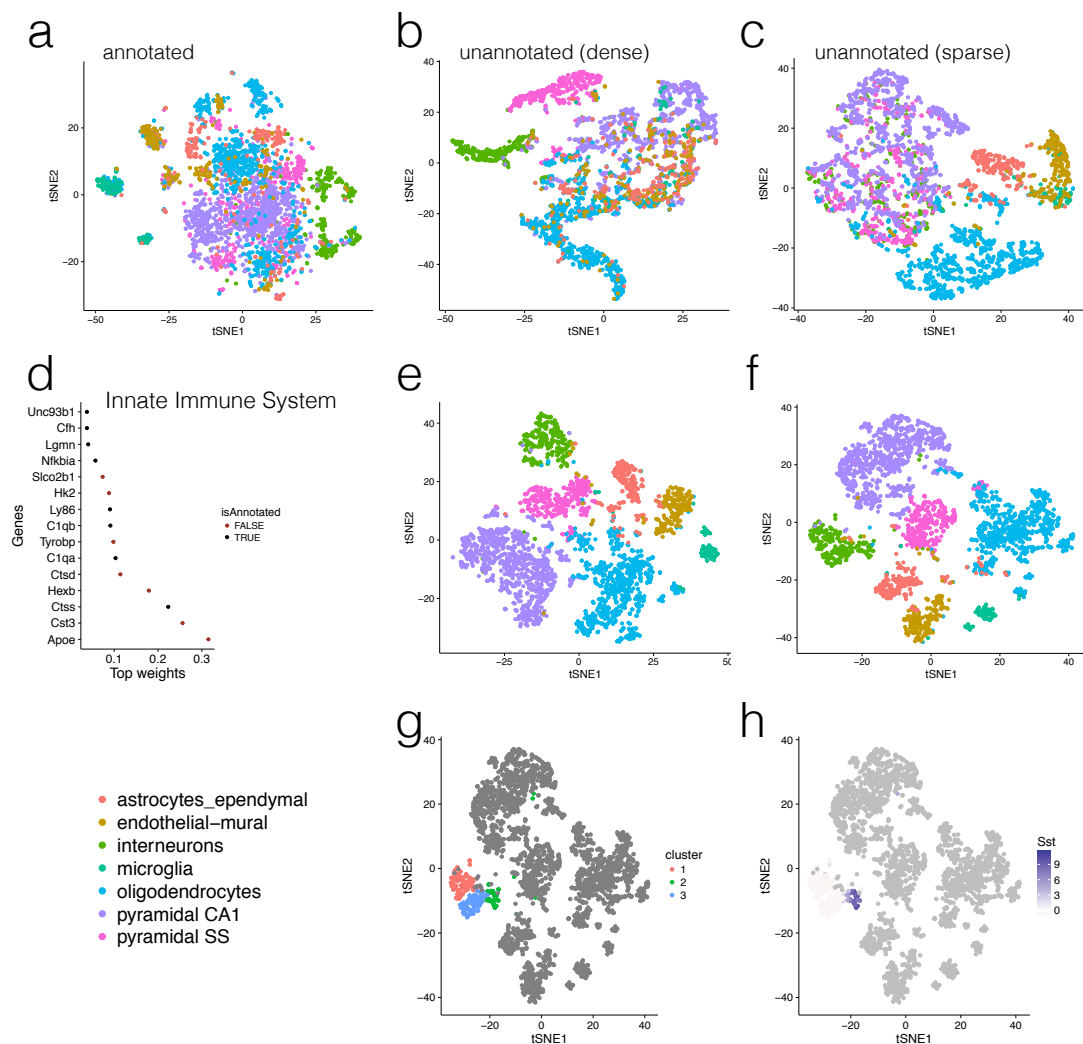 a annotated
20
0
−20
−50
−25
0
25
tSNE1
tSNE2
b unannotated (dense)
40
20
0
−20
−40
−50
−25
0
25
tSNE1
tSNE2
c unannotated (sparse)
40
20
0
−20
−40
−40
−20
0
20
40
tSNE1
tSNE2
d Innate Immune System
Unc93b1
Cfh
Lgmn
Nfkbia
Slco2b1
Hk2
Ly86
C1qb
Tyrobp
C1qa
Ctsd
Hexb
Ctss
Cst3
Apoe
Genes
0.1
0.2
0.3
Top weights
isAnnotated
FALSE
TRUE
e
40
20
0
−20
−25
0
25
50
tSNE1
tSNE2
f
40
20
0
−20
−40
−20
0
20
40
tSNE1
tSNE2
astrocytes_ependymal
endothelial−mural
interneurons
microglia
oligodendrocytes
pyramidal CA1
pyramidal SS
g
40
20
0
−20
−40
−20
0
20
40
tSNE1
tSNE2
cluster
1
2
3
h
40
20
0
−20
−40
−20
0
20
40
tSNE1
tSNE2
Sst
9
6
3
0